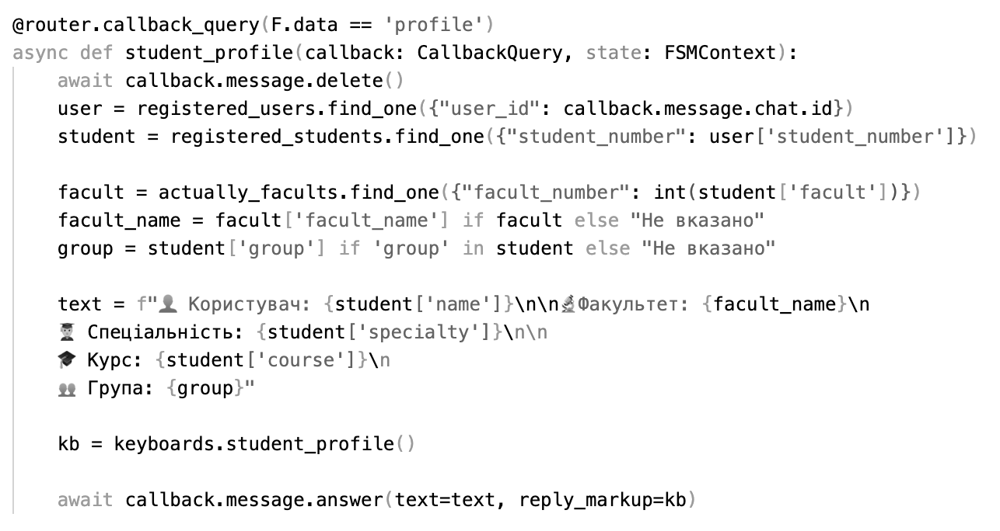 @router.callback_query(F.data == 'profile')
async def student_profile(callback: CallbackQuery, state: FSMContext):
    await callback.message.delete()
    user = registered_users.find_one({"user_id": callback.message.chat.id})
    student = registered_students.find_one({"student_number": user['student_number']})

    facult = actually_facults.find_one({"facult_number": int(student['facult'])})
    facult_name = facult['facult_name'] if facult else "Не вказано"
    group = student['group'] if 'group' in student else "Не вказано"

    text = f"👤 Користувач: {student['name']}\n\n🔬Факультет: {facult_name}\n
    👨‍🎓 Спеціальність: {student['specialty']}\n\n
    🎓 Курс: {student['course']}\n
    👥 Група: {group}"

    kb = keyboards.student_profile()

    await callback.message.answer(text=text, reply_markup=kb)